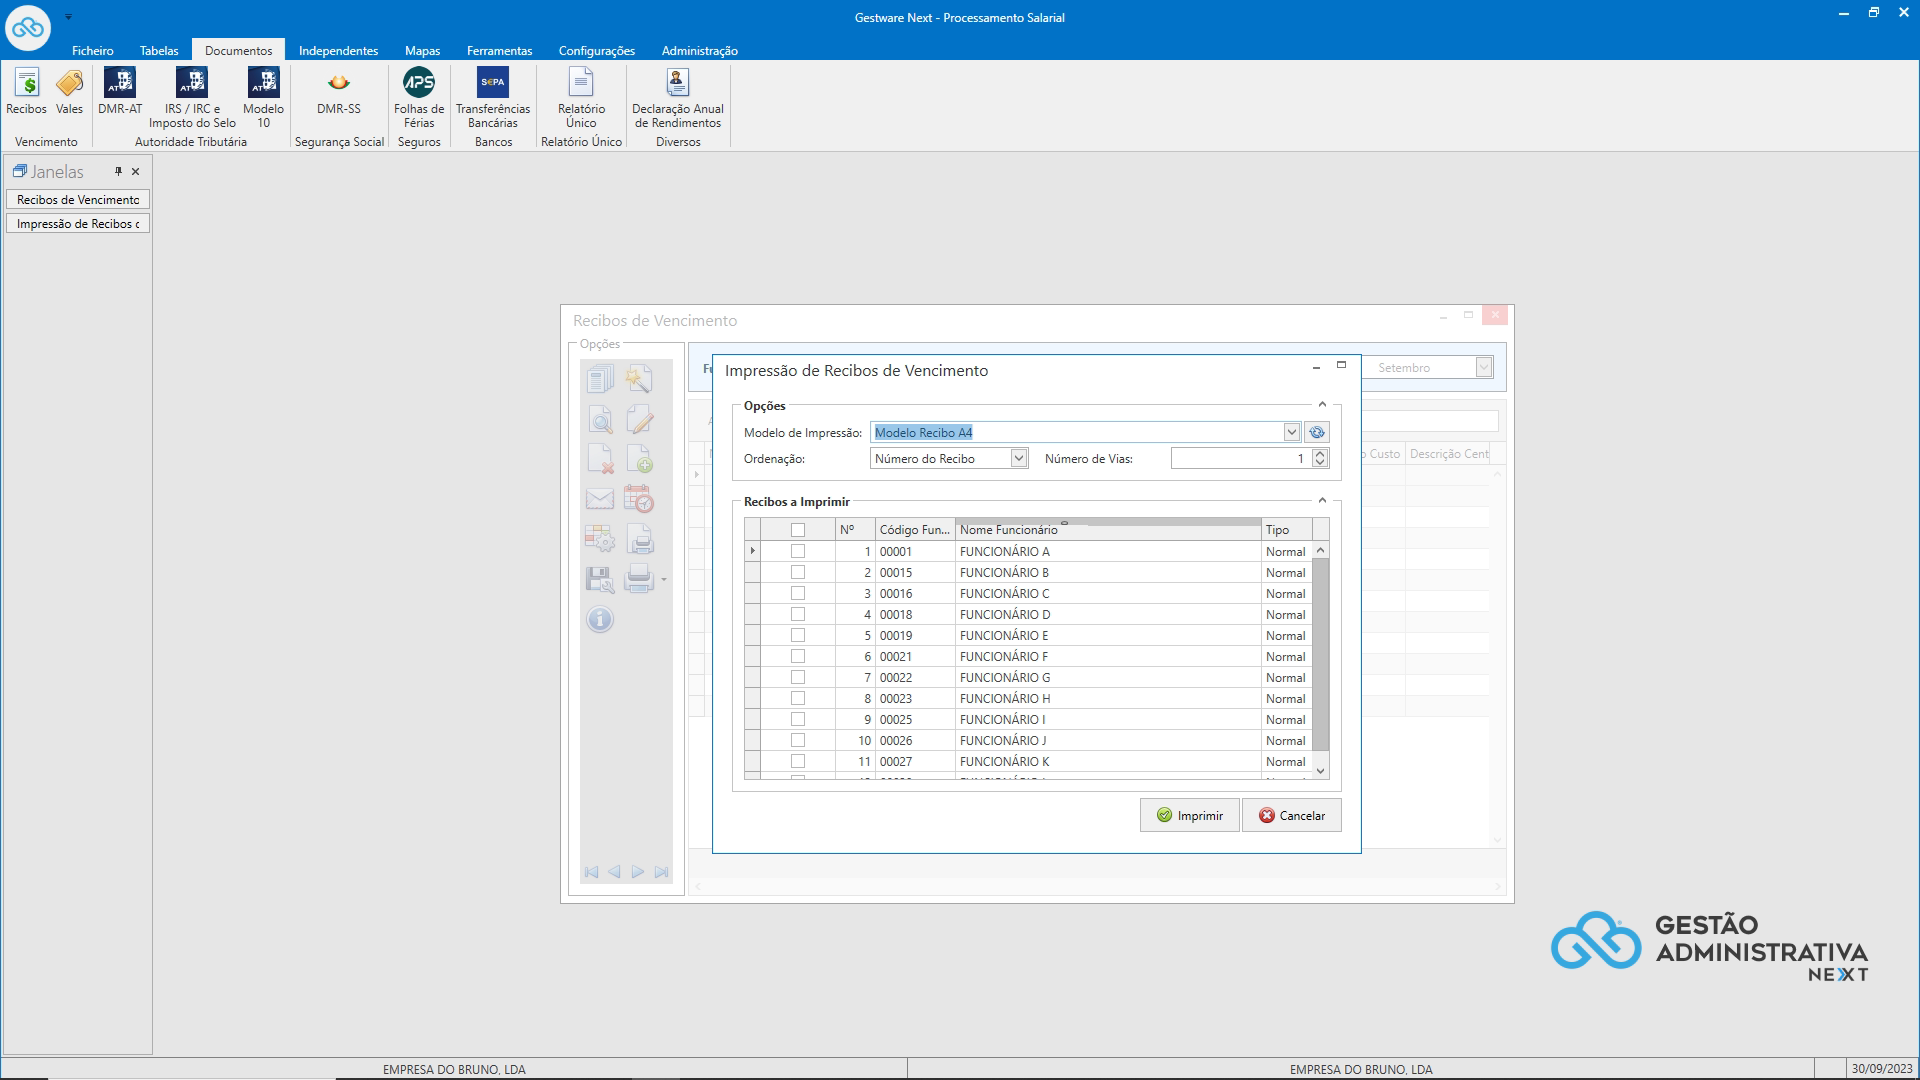 Gestware Next - Processamento Salarial
Ficheiro Tabelas Documentos Independentes Mapas Ferramentas Configurações Administração
Recibos Vales
Vencimento
DMR-AT IRS / IRC e Imposto do Selo Modelo 10
Autoridade Tributária
DMR-SS
Segurança Social
APS
Folhas de Férias
Seguros
S€PA
Transferências Bancárias
Bancos
Relatório Único
Relatório Único
Declaração Anual de Rendimentos
Diversos
Janelas
Recibos de Vencimento
Impressão de Recibos
Recibos de Vencimento
Opções
Setembro
Custo Descrição Cent
Impressão de Recibos de Vencimento
Opções
Modelo de Impressão: Modelo Recibo A4
Ordenação: Número do Recibo Número de Vias: 1
Recibos a Imprimir
Nº Código Fun... Nome Funcionário Tipo
1 00001 FUNCIONÁRIO A Normal
2 00015 FUNCIONÁRIO B Normal
3 00016 FUNCIONÁRIO C Normal
4 00018 FUNCIONÁRIO D Normal
5 00019 FUNCIONÁRIO E Normal
6 00021 FUNCIONÁRIO F Normal
7 00022 FUNCIONÁRIO G Normal
8 00023 FUNCIONÁRIO H Normal
9 00025 FUNCIONÁRIO I Normal
10 00026 FUNCIONÁRIO J Normal
11 00027 FUNCIONÁRIO K Normal
Imprimir Cancelar
GESTÃO
ADMINISTRATIVA
NEXT
EMPRESA DO BRUNO, LDA EMPRESA DO BRUNO, LDA 30/09/2023